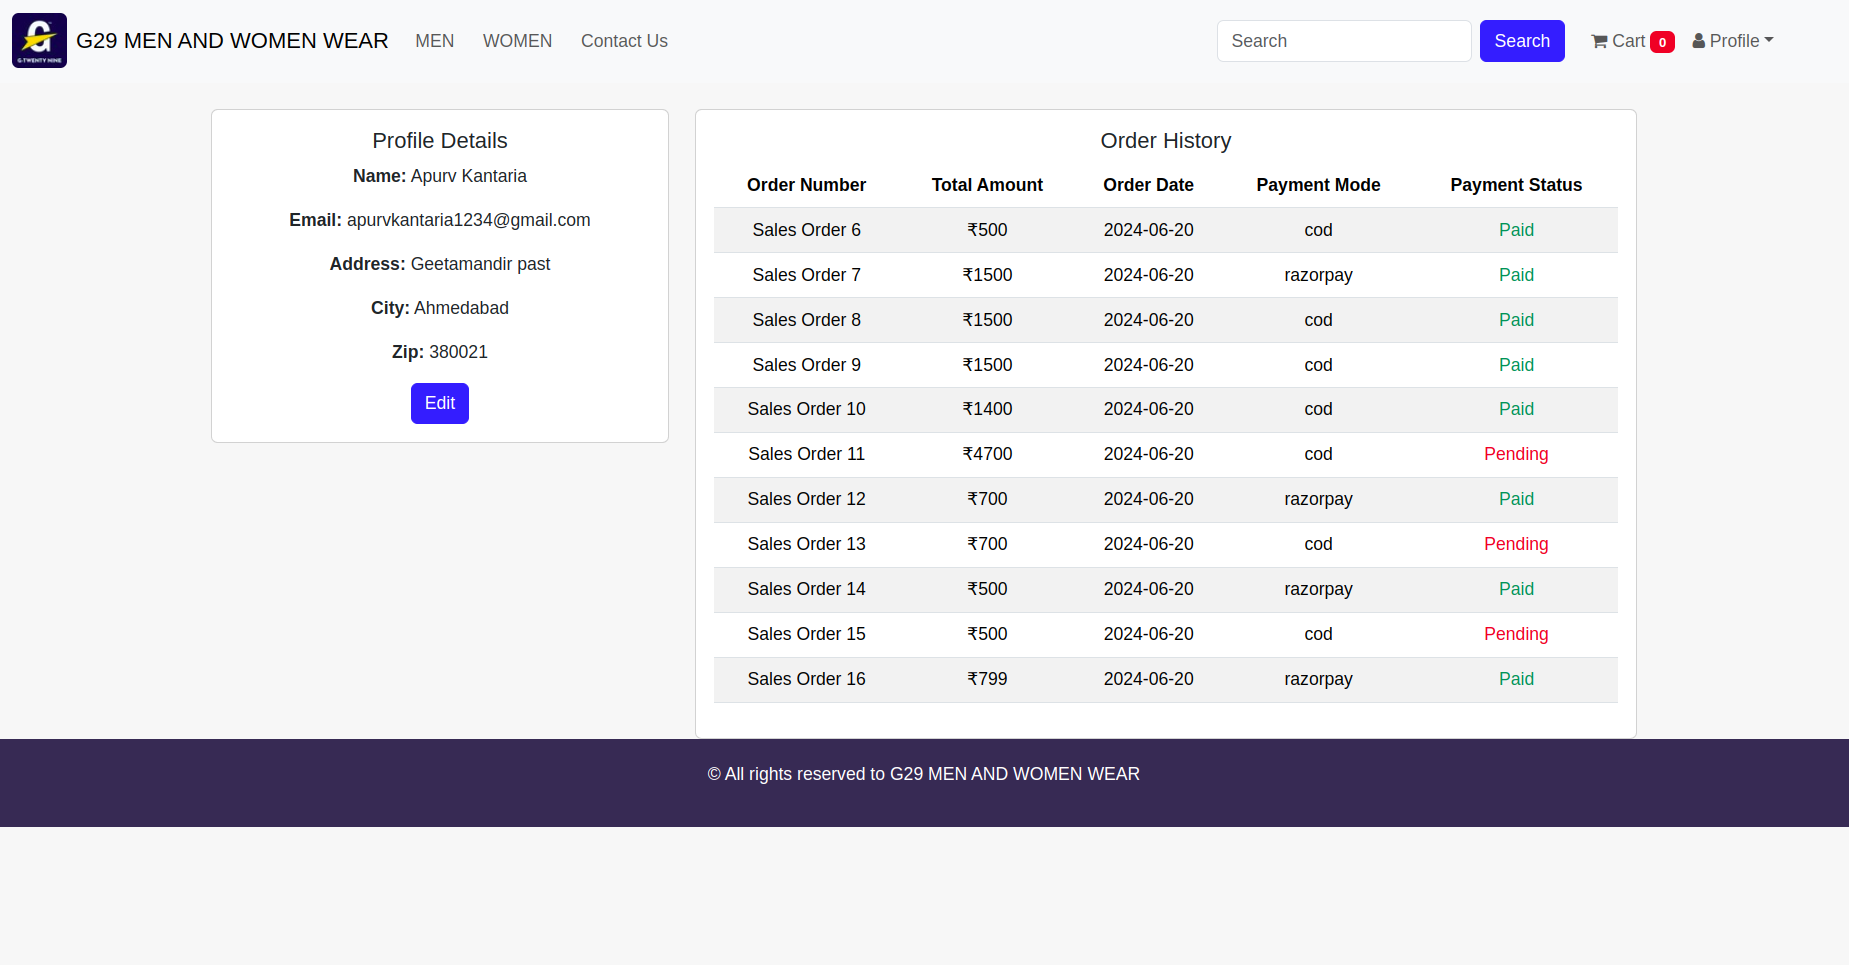 G-TWENTY NINE
G29 MEN AND WOMEN WEAR MEN WOMEN Contact Us Search Search Cart 0 Profile
Profile Details
Name: Apurv Kantaria
Email: apurvkantaria1234@gmail.com
Address: Geetamandir past
City: Ahmedabad
Zip: 380021
Edit
Order History
Order Number Total Amount Order Date Payment Mode Payment Status
Sales Order 6 ₹500 2024-06-20 cod Paid
Sales Order 7 ₹1500 2024-06-20 razorpay Paid
Sales Order 8 ₹1500 2024-06-20 cod Paid
Sales Order 9 ₹1500 2024-06-20 cod Paid
Sales Order 10 ₹1400 2024-06-20 cod Paid
Sales Order 11 ₹4700 2024-06-20 cod Pending
Sales Order 12 ₹700 2024-06-20 razorpay Paid
Sales Order 13 ₹700 2024-06-20 cod Pending
Sales Order 14 ₹500 2024-06-20 razorpay Paid
Sales Order 15 ₹500 2024-06-20 cod Pending
Sales Order 16 ₹799 2024-06-20 razorpay Paid
© All rights reserved to G29 MEN AND WOMEN WEAR